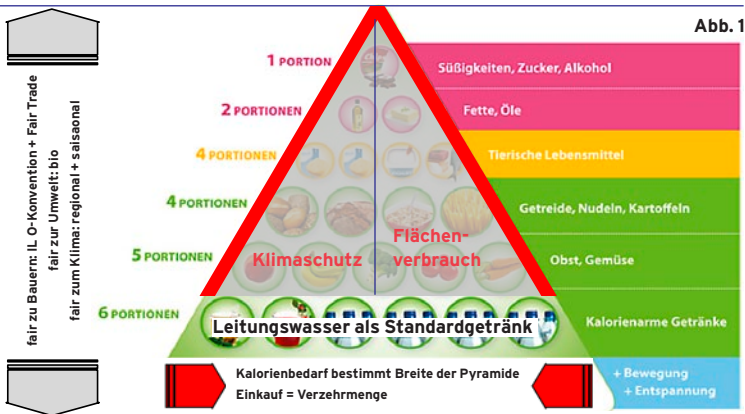 Abb. 1
fair zu Bauern: IL O-Konvention + Fair Trade
fair zur Umwelt: bio
fair zum Klima: regional + saisaonal
1 PORTION
Süßigkeiten, Zucker, Alkohol
2 PORTIONEN
Fette, Öle
4 PORTIONEN
Tierische Lebensmittel
4 PORTIONEN
Getreide, Nudeln, Kartoffeln
5 PORTIONEN
Klimaschutz
Flächen-
verbrauch
Obst, Gemüse
6 PORTIONEN
Leitungswasser als Standardgetränk
Kalorienarme Getränke
Kalorienbedarf bestimmt Breite der Pyramide
Einkauf = Verzehrmenge
+ Bewegung
+ Entspannung